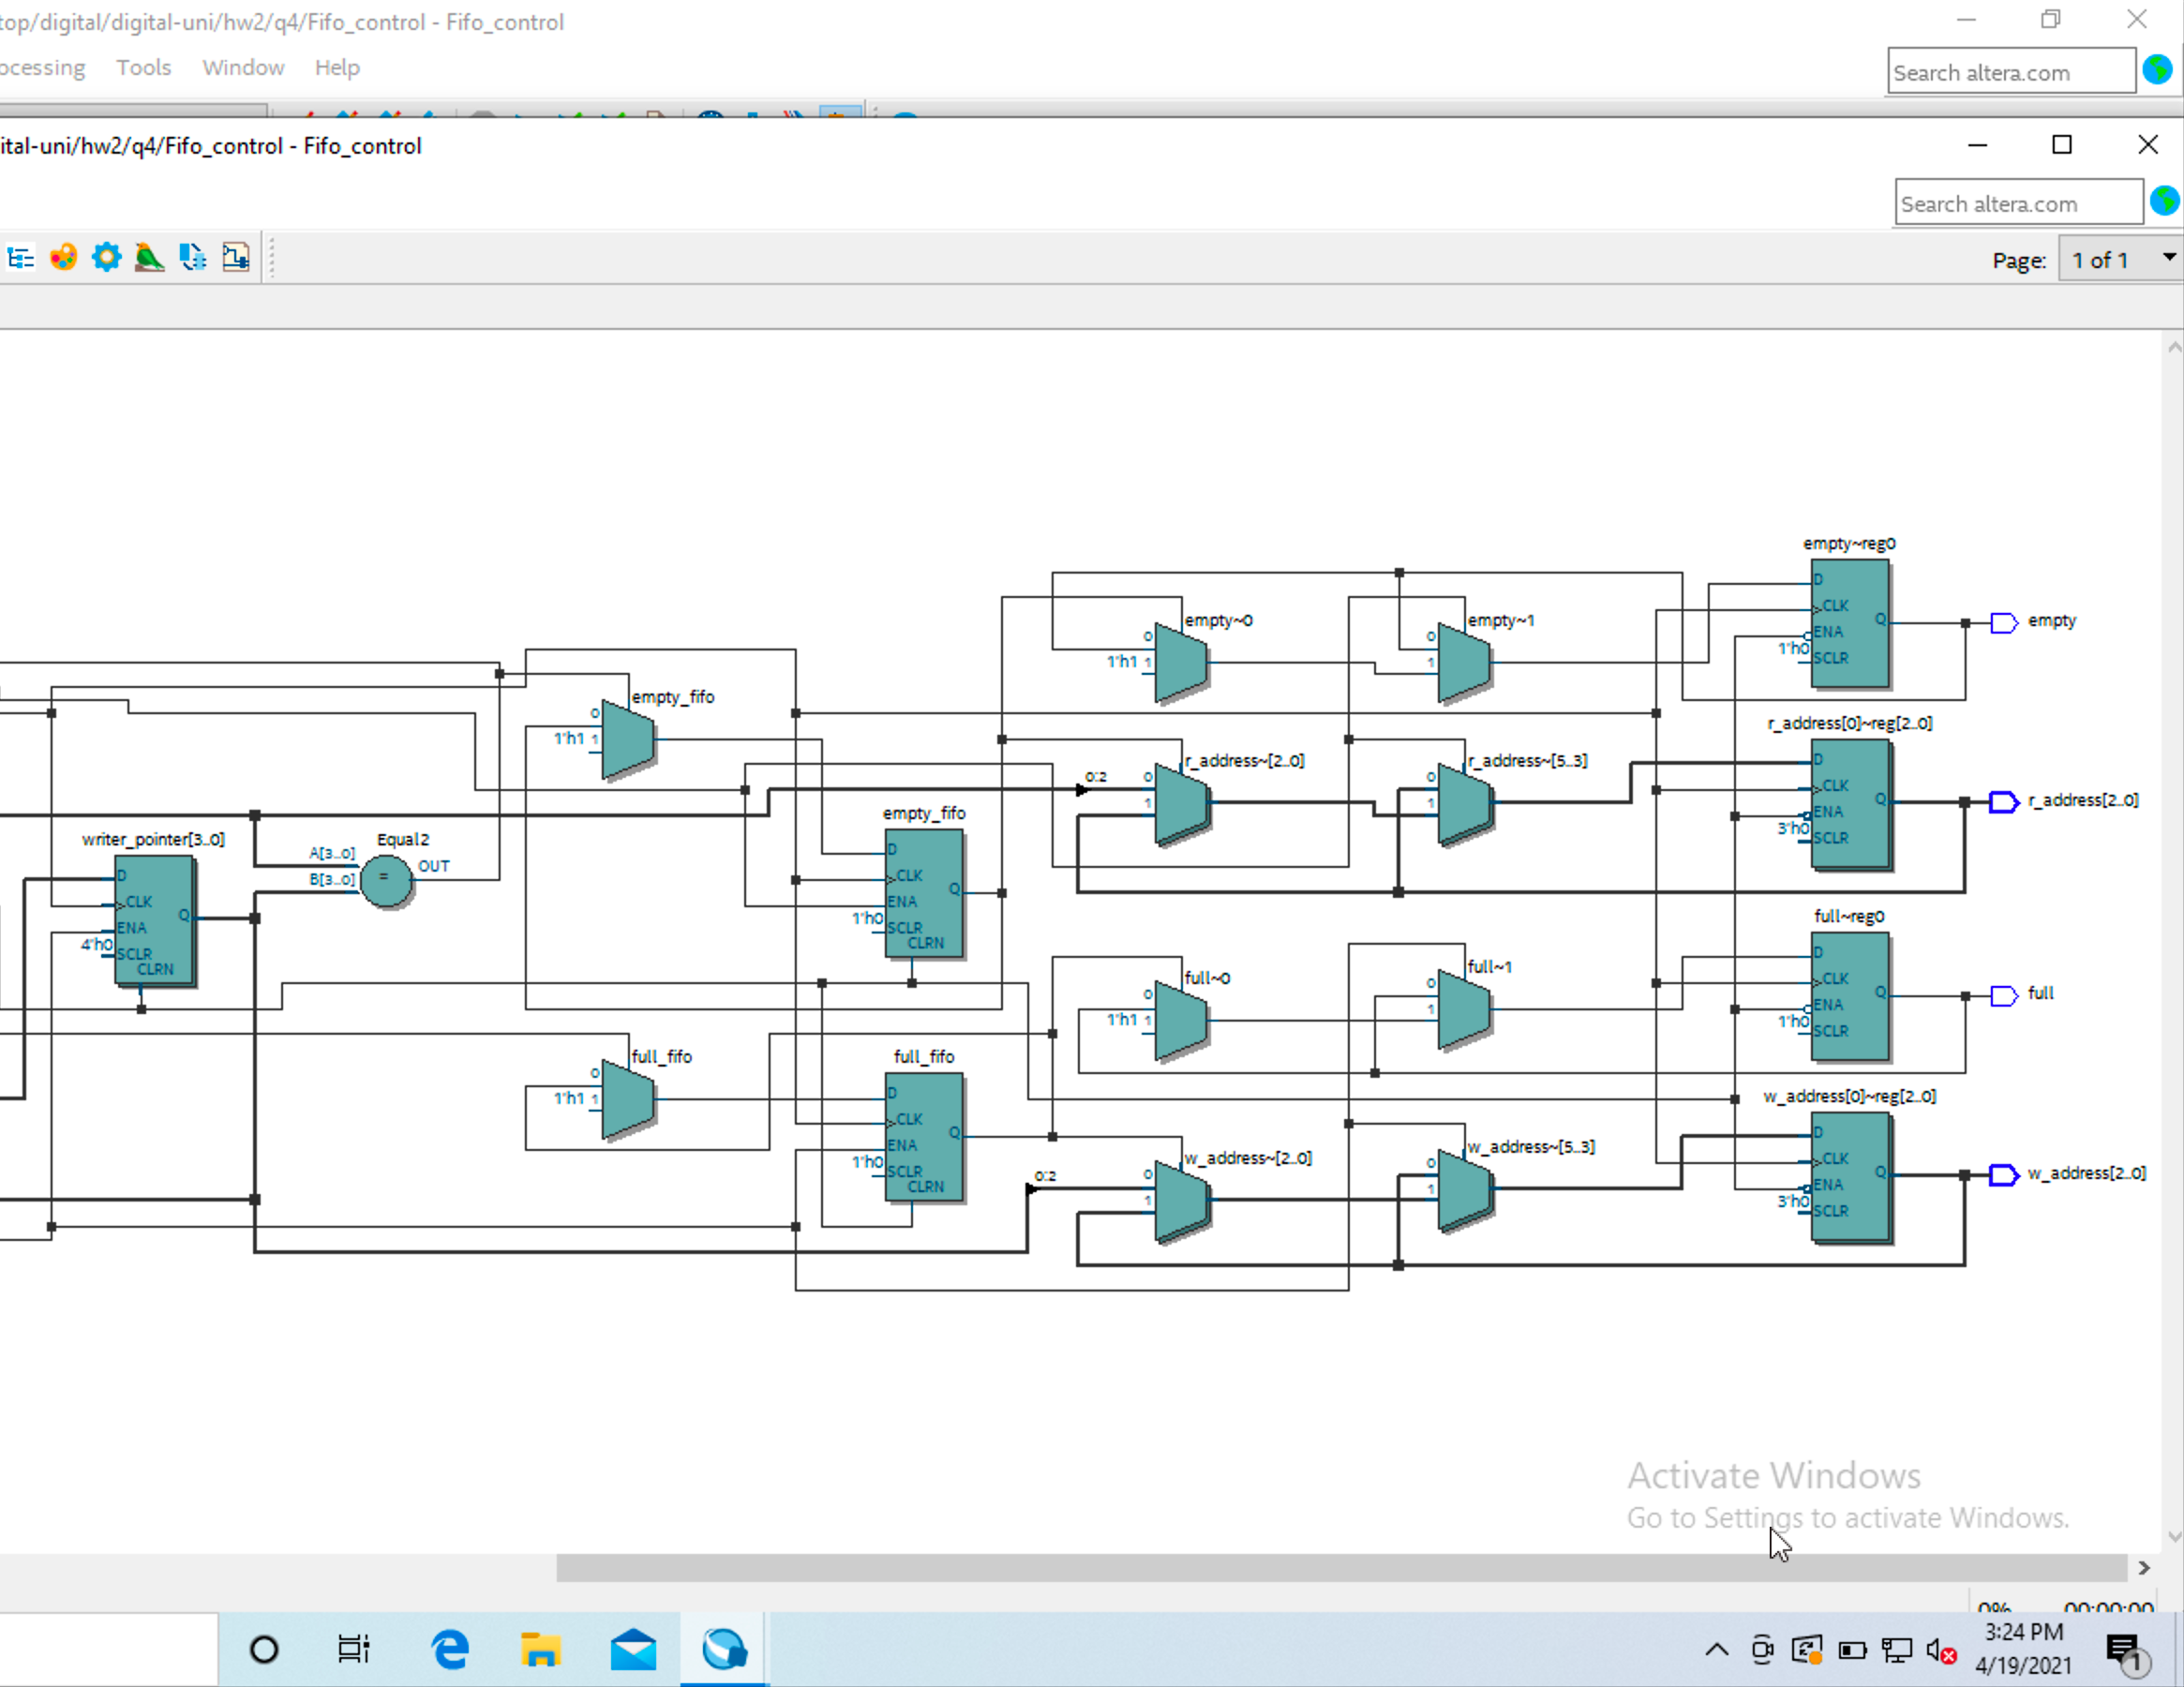 top/digital/digital-uni/hw2/q4/Fifo_control - Fifo_control
ocessing Tools Window Help
Search altera.com
ital-uni/hw2/q4/Fifo_control - Fifo_control
Search altera.com
Page: 1 of 1
empty~reg0
D
CLK
ENA
1'h0
SCLR
Q
empty
empty~0
0
1'h1 1
empty~1
0
1
empty_fifo
0
1'h1 1
r_address[0]~reg[2..0]
D
CLK
ENA
3'h0
SCLR
Q
r_address[2..0]
r_address~[2..0]
0:2
0
1
r_address~[5..3]
0
1
writer_pointer[3..0]
D
CLK
ENA
4'h0
SCLR
CLRN
Q
Equal2
A[3..0]
B[3..0]
=
OUT
empty_fifo
D
CLK
ENA
1'h0
SCLR
CLRN
Q
full~reg0
D
CLK
ENA
1'h0
SCLR
Q
full
full~0
0
1'h1 1
full~1
0
1
full_fifo
0
1'h1 1
full_fifo
D
CLK
ENA
1'h0
SCLR
CLRN
Q
w_address[0]~reg[2..0]
D
CLK
ENA
3'h0
SCLR
Q
w_address[2..0]
w_address~[2..0]
0:2
0
1
w_address~[5..3]
0
1
Activate Windows
Go to Settings to activate Windows.
0% 00:00:00
3:24 PM
4/19/2021
1